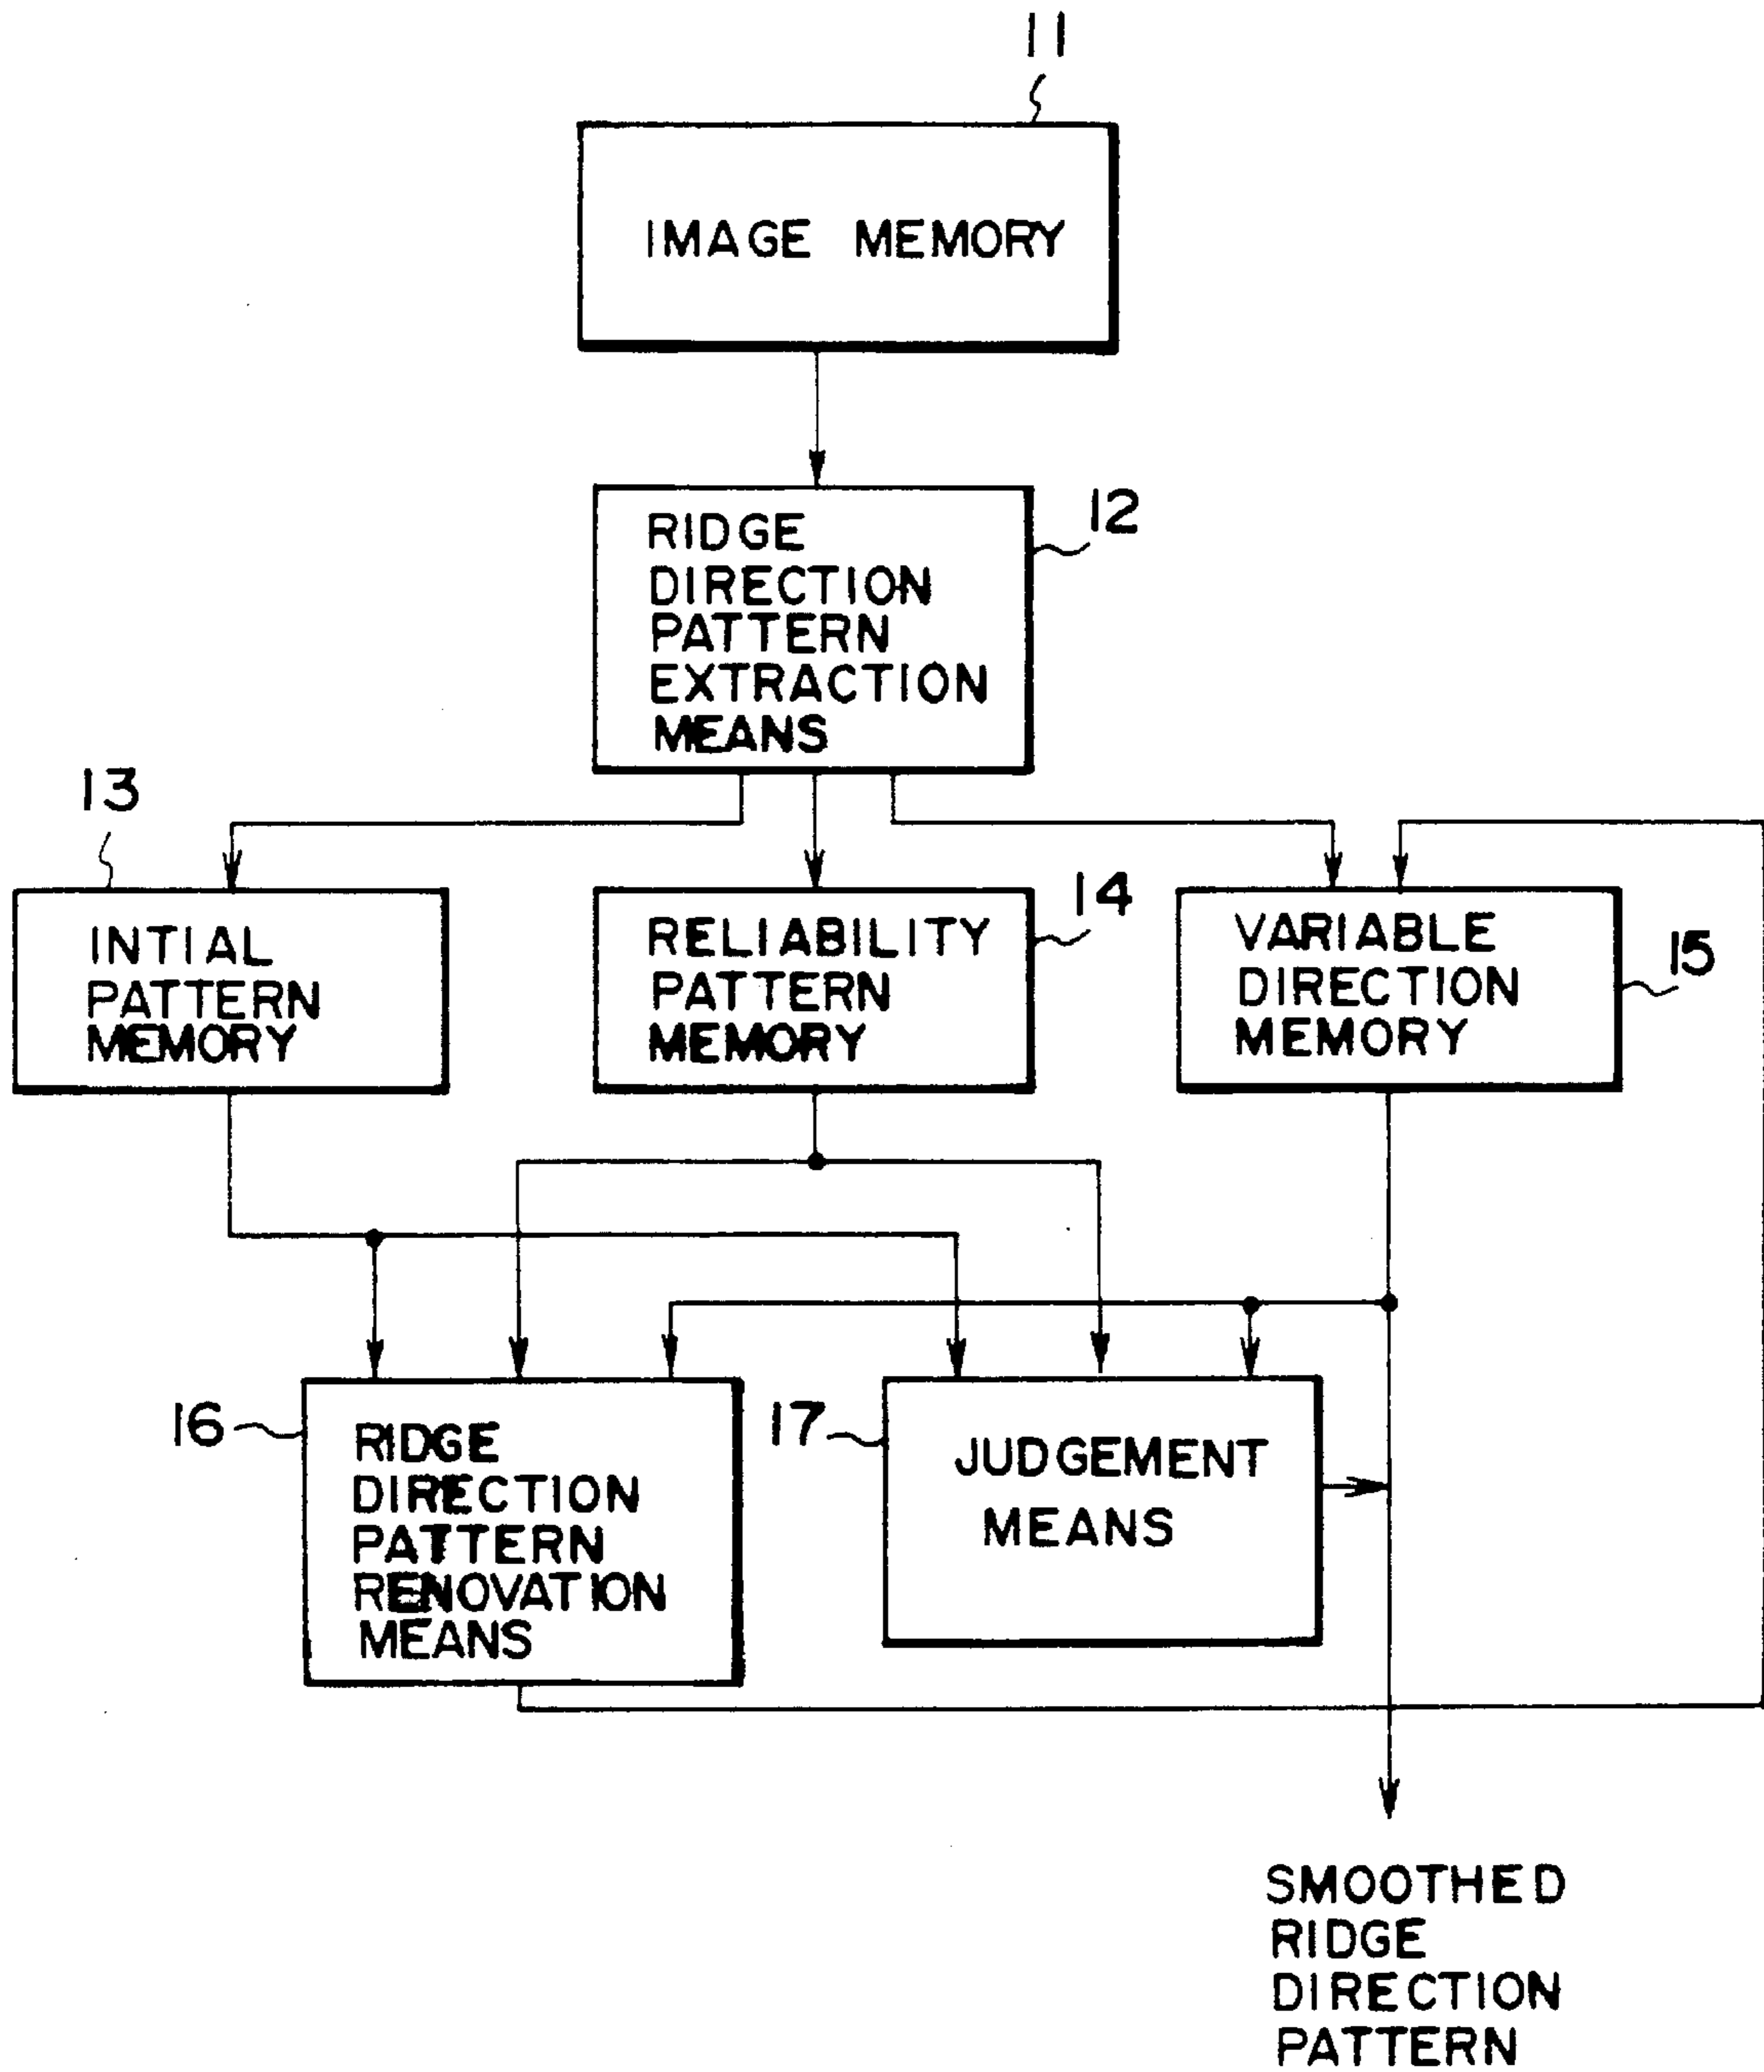 11
IMAGE MEMORY
12
RIDGE
DIRECTION
PATTERN
EXTRACTION
MEANS
13
INTIAL
PATTERN
MEMORY
14
RELIABILITY
PATTERN
MEMORY
15
VARIABLE
DIRECTION
MEMORY
16
RIDGE
DIRECTION
PATTERN
RENOVATION
MEANS
17
JUDGEMENT
MEANS
SMOOTHED
RIDGE
DIRECTION
PATTERN